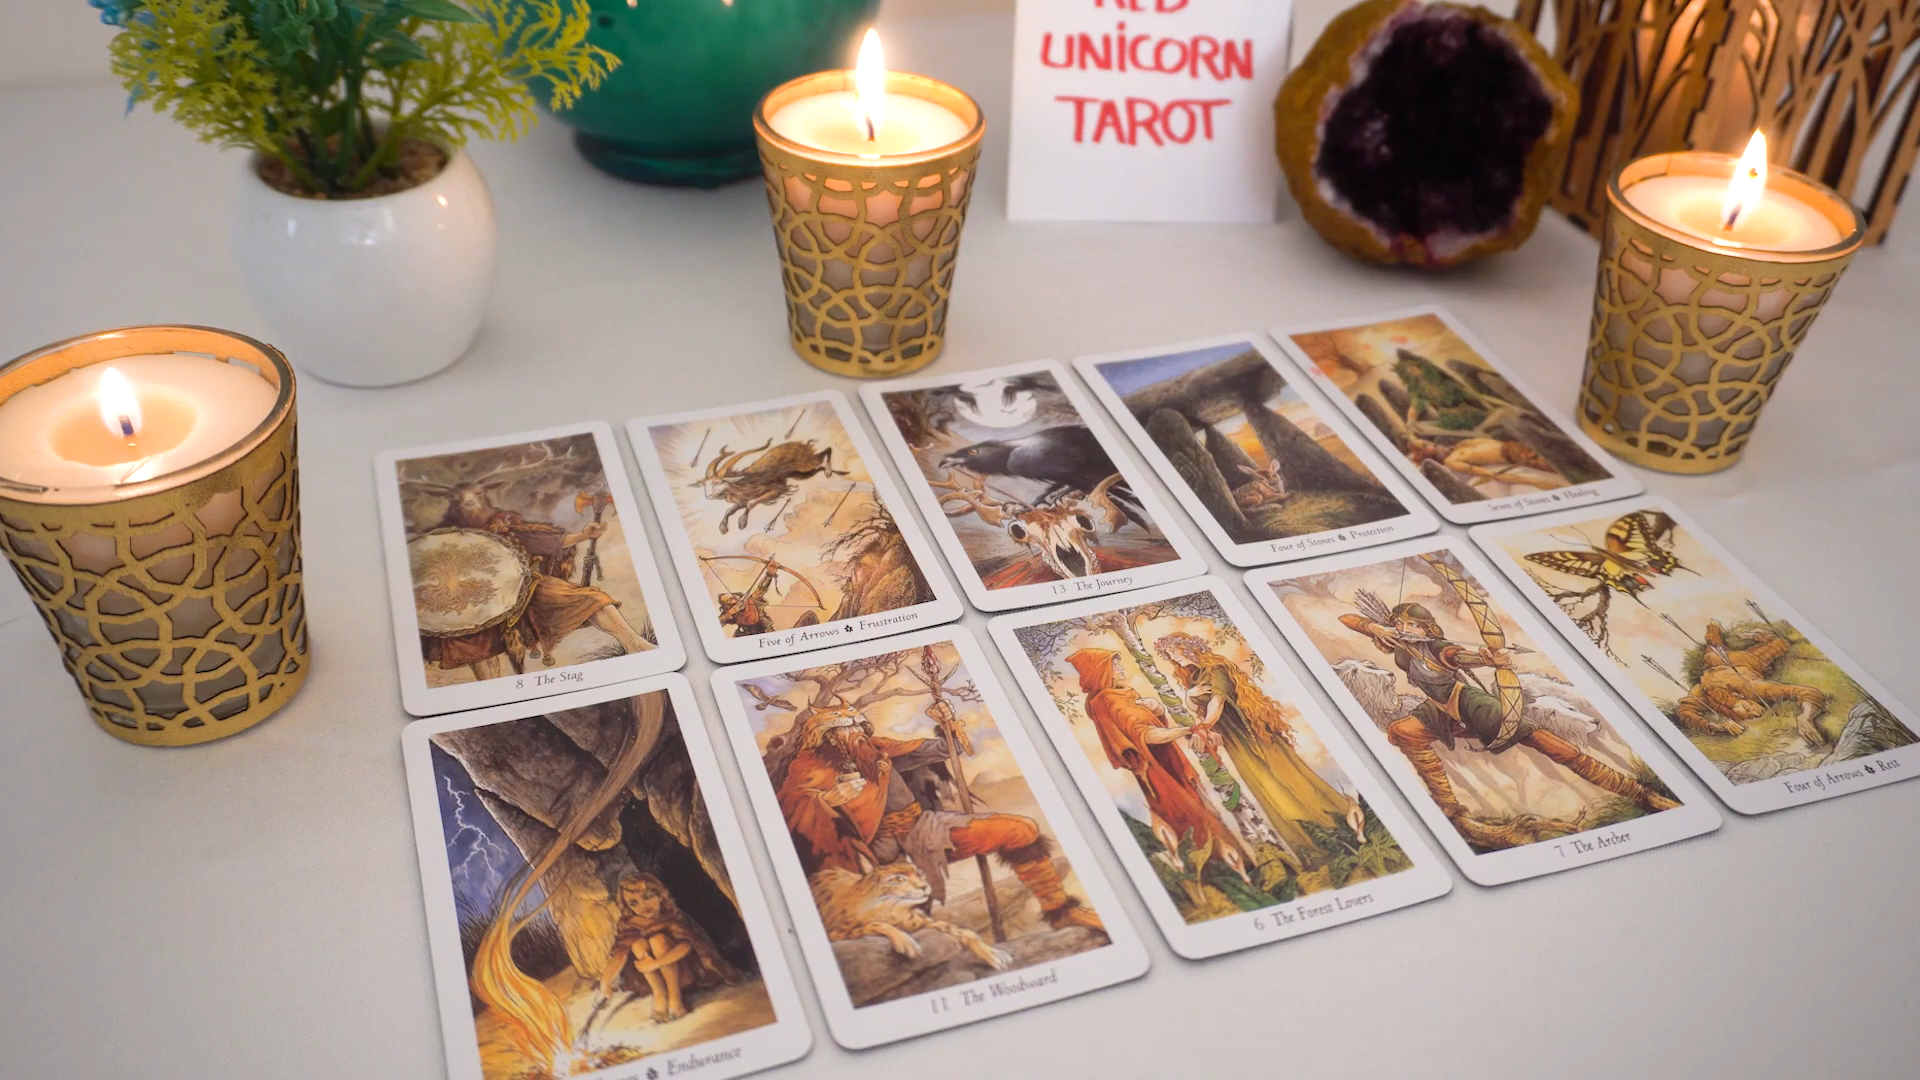 RED
UNiCORN
TAROT
8 The Stag
Five of Arrows Frustration
13 The Journey
Four of Stones Protection
Seven of Stones Healing
Endurance
11 The Woodward
6 The Forest Lovers
7 The Archer
Four of Arrows Rest